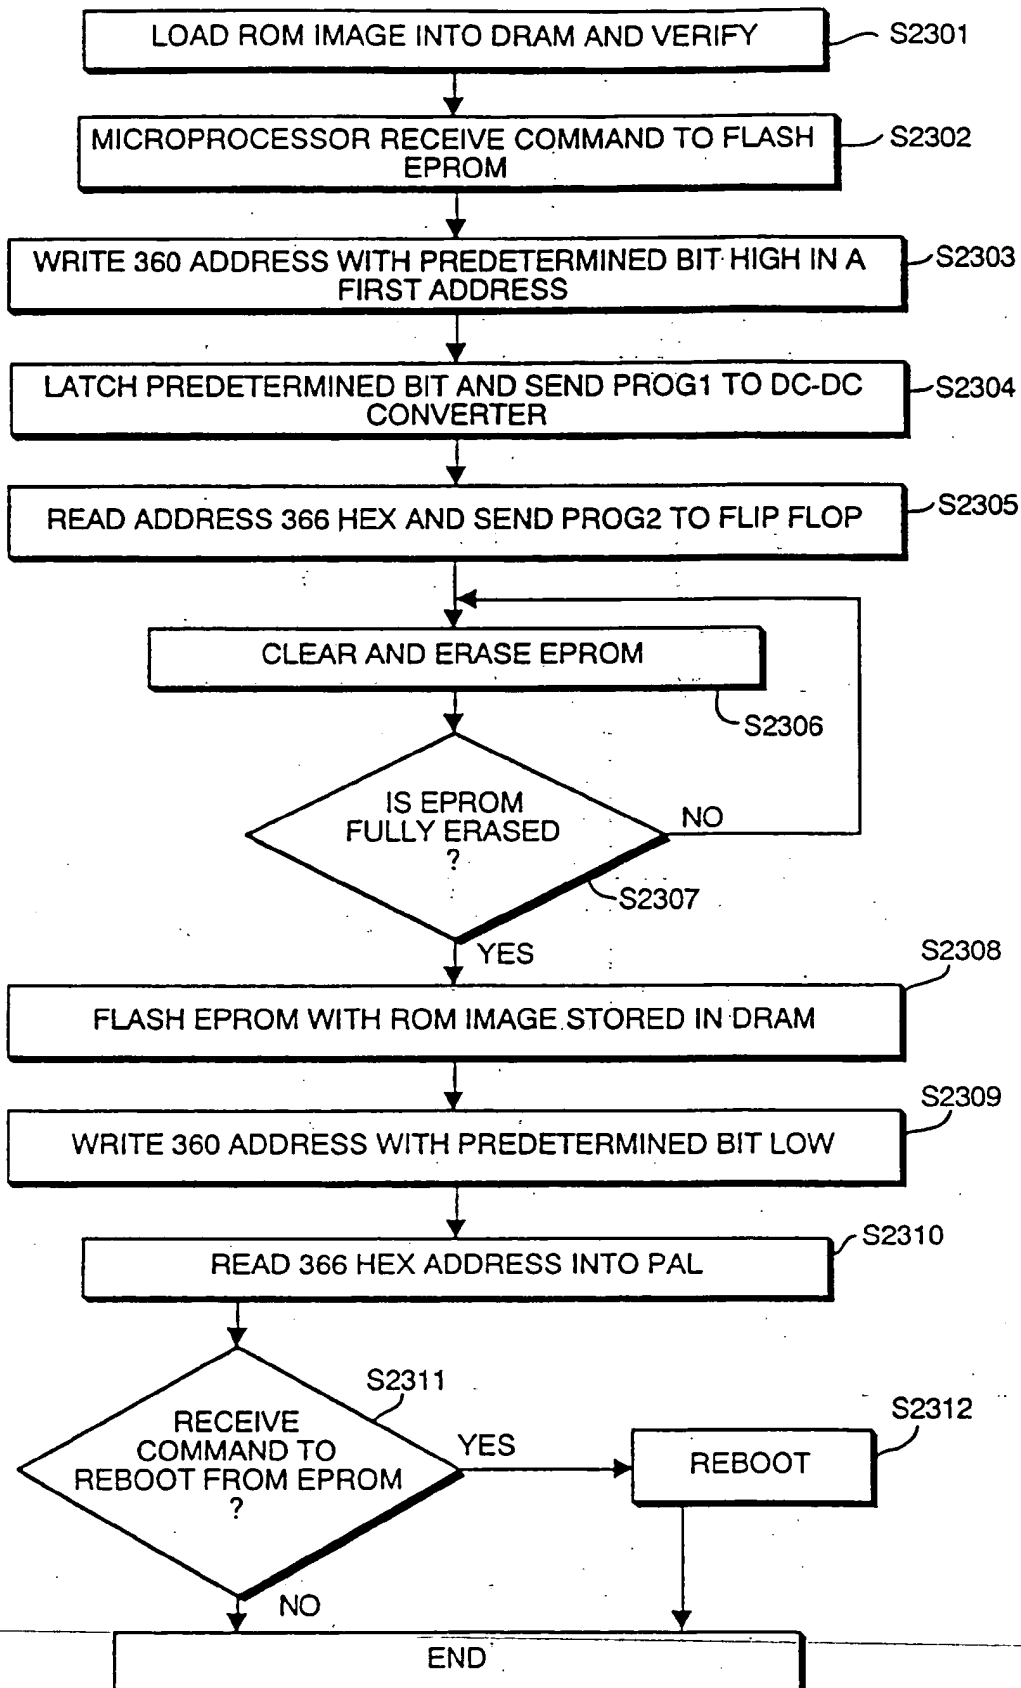 LOAD ROM IMAGE INTO DRAM AND VERIFY
S2301
MICROPROCESSOR RECEIVE COMMAND TO FLASH
EPROM
S2302
WRITE 360 ADDRESS WITH PREDETERMINED BIT HIGH IN A
FIRST ADDRESS
S2303
LATCH PREDETERMINED BIT AND SEND PROG1 TO DC-DC
CONVERTER
S2304
READ ADDRESS 366 HEX AND SEND PROG2 TO FLIP FLOP
S2305
CLEAR AND ERASE EPROM
S2306
IS EPROM
FULLY ERASED
?
NO
S2307
YES
S2308
FLASH EPROM WITH ROM IMAGE STORED IN DRAM
S2309
WRITE 360 ADDRESS WITH PREDETERMINED BIT LOW
S2310
READ 366 HEX ADDRESS INTO PAL
S2311
RECEIVE
COMMAND TO
REBOOT FROM EPROM
?
YES
S2312
REBOOT
NO
END